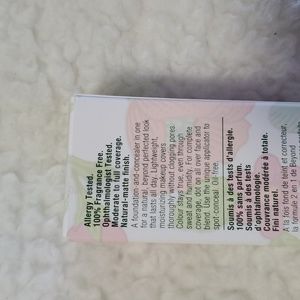 Allergy Tested.
100% Fragrance Free.
Ophthalmologist Tested.
Moderate to full coverage.
Natural-matte finish.
A foundation-and-concealer in one
for a natural, beyond perfected look
that lasts all day. Lightweight,
moisturizing makeup covers
thoroughly without clogging pores.
Colour stays true, even through
sweat and humidity. For complete
coverage, dot all over face and
blend. Use the unique applicator to
spot conceal. Oil-free.
Soumis à des tests d'allergie.
100% sans parfum.
Soumis à des tests
d'ophtalmologie.
Couvrance modérée à totale.
Fini naturel.
À la fois fond de teint et correcteur,
la formule 2 en 1 de Beyond